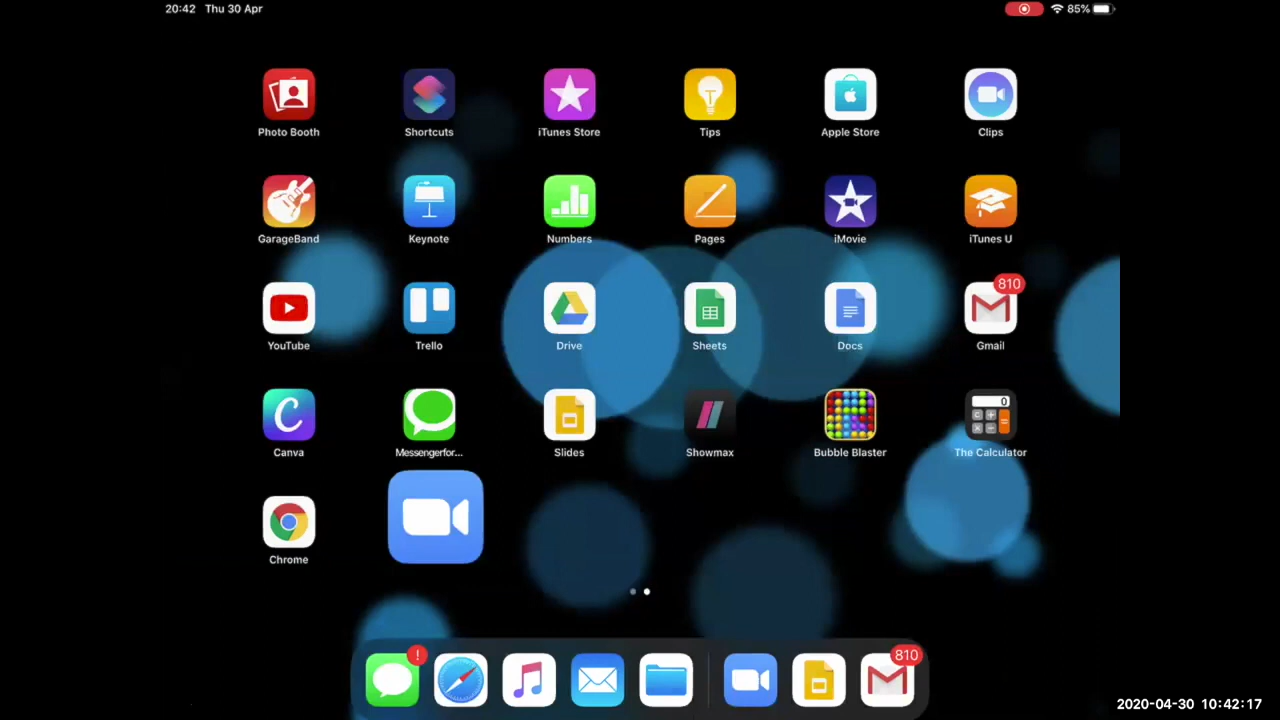 20:42 Thu 30 Apr 85%
Photo Booth Shortcuts iTunes Store Tips Apple Store Clips
GarageBand Keynote Numbers Pages iMovie iTunes U
810
YouTube Trello Drive Sheets Docs Gmail
C
0
Canva Messengerfor... Slides Showmax Bubble Blaster The Calculator
Chrome
! 810
2020-04-30 10:42:17